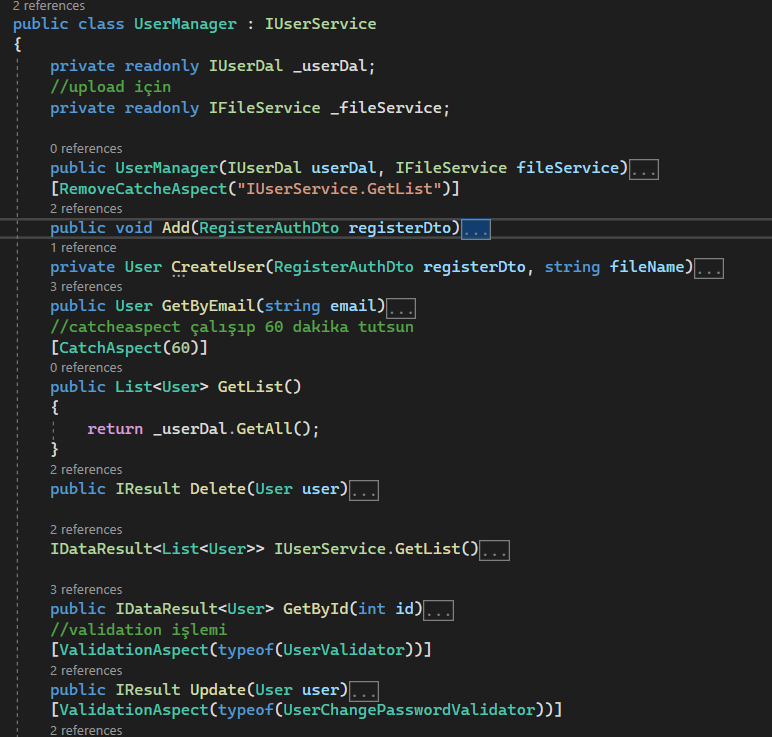 2 references
public class UserManager : IUserService
{
private readonly IUserDal _userDal;
//upload için
private readonly IFileService _fileService;
0 references
public UserManager(IUserDal userDal, IFileService fileService)...
[RemoveCatcheAspect("IUserService.GetList")]
2 references
public void Add(RegisterAuthDto registerDto)...
1 reference
private User CreateUser(RegisterAuthDto registerDto, string fileName)...
3 references
public User GetByEmail(string email)...
//catcheaspect çalışıp 60 dakika tutsun
[CatchAspect(60)]
0 references
public List<User> GetList()
{
return _userDal.GetAll();
}
2 references
public IResult Delete(User user)...
2 references
IDataResult<List<User>> IUserService.GetList()...
3 references
public IDataResult<User> GetById(int id)...
//validation işlemi
[ValidationAspect(typeof(UserValidator))]
2 references
public IResult Update(User user)...
[ValidationAspect(typeof(UserChangePasswordValidator))]
2 references